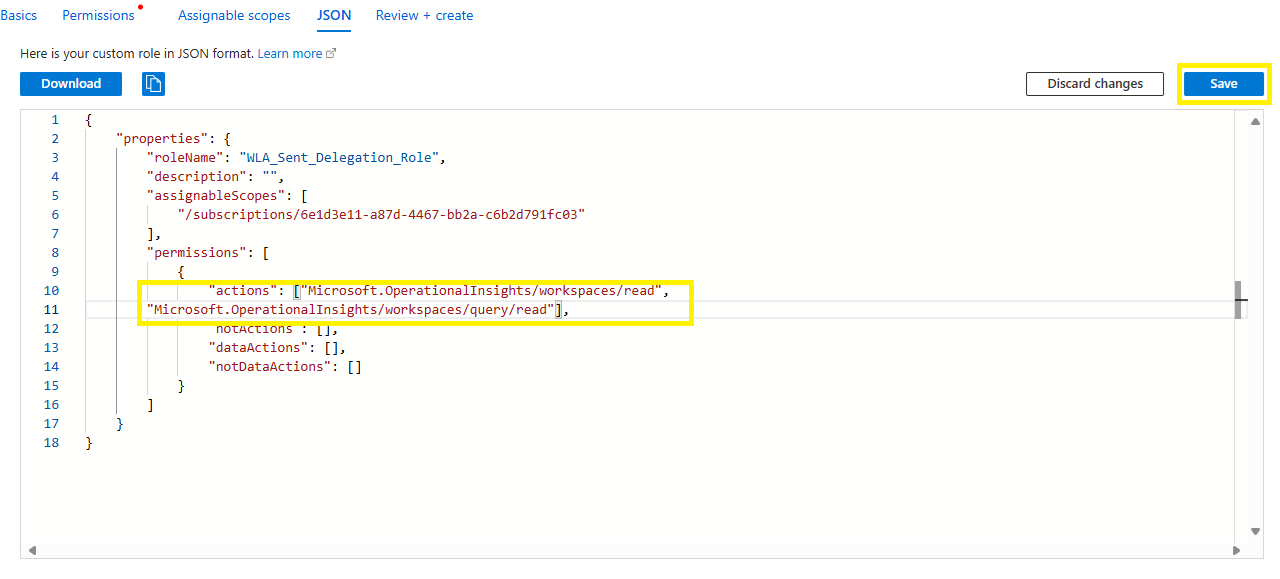 Basics Permissions Assignable scopes JSON Review + create
Here is your custom role in JSON format. Learn more
Download Discard changes Save
1 {
2 "properties": {
3 "roleName": "WLA_Sent_Delegation_Role",
4 "description": "",
5 "assignableScopes": [
6 "/subscriptions/6e1d3e11-a87d-4467-bb2a-c6b2d791fc03"
7 ],
8 "permissions": [
9 {
10 "actions": ["Microsoft.OperationalInsights/workspaces/read",
11 "Microsoft.OperationalInsights/workspaces/query/read"],
12 "notActions": [],
13 "dataActions": [],
14 "notDataActions": []
15 }
16 ]
17 }
18 }